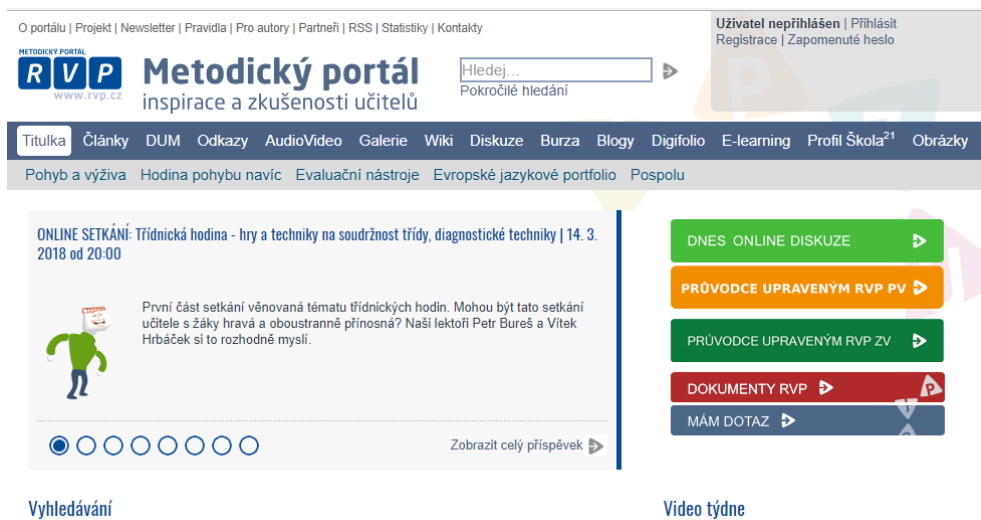 O portálu | Projekt | Newsletter | Pravidla | Pro autory | Partneři | RSS | Statistiky | Kontakty
Uživatel nepřihlášen | Přihlásit
Registrace | Zapomenuté heslo
METODICKÝ PORTÁL
RVP
www.rvp.cz
Metodický portál
inspirace a zkušenosti učitelů
Hledej...
Pokročilé hledání
Titulka Články DUM Odkazy AudioVideo Galerie Wiki Diskuze Burza Blogy Digifolio E-learning Profil Škola21 Obrázky
Pohyb a výživa Hodina pohybu navíc Evaluační nástroje Evropské jazykové portfolio Pospolu
ONLINE SETKÁNÍ: Třídnická hodina - hry a techniky na soudržnost třídy, diagnostické techniky | 14. 3.
2018 od 20:00
První část setkání věnovaná tématu třídnických hodin. Mohou být tato setkání
učitele s žáky hravá a oboustranně přínosná? Naší lektoři Petr Bureš a Vítek
Hrbáček si to rozhodně myslí.
Zobrazit celý příspěvek
DNES ONLINE DISKUZE
PRŮVODCE UPRAVENÝM RVP PV
PRŮVODCE UPRAVENÝM RVP ZV
DOKUMENTY RVP
MÁM DOTAZ
Vyhledávání
Video týdne